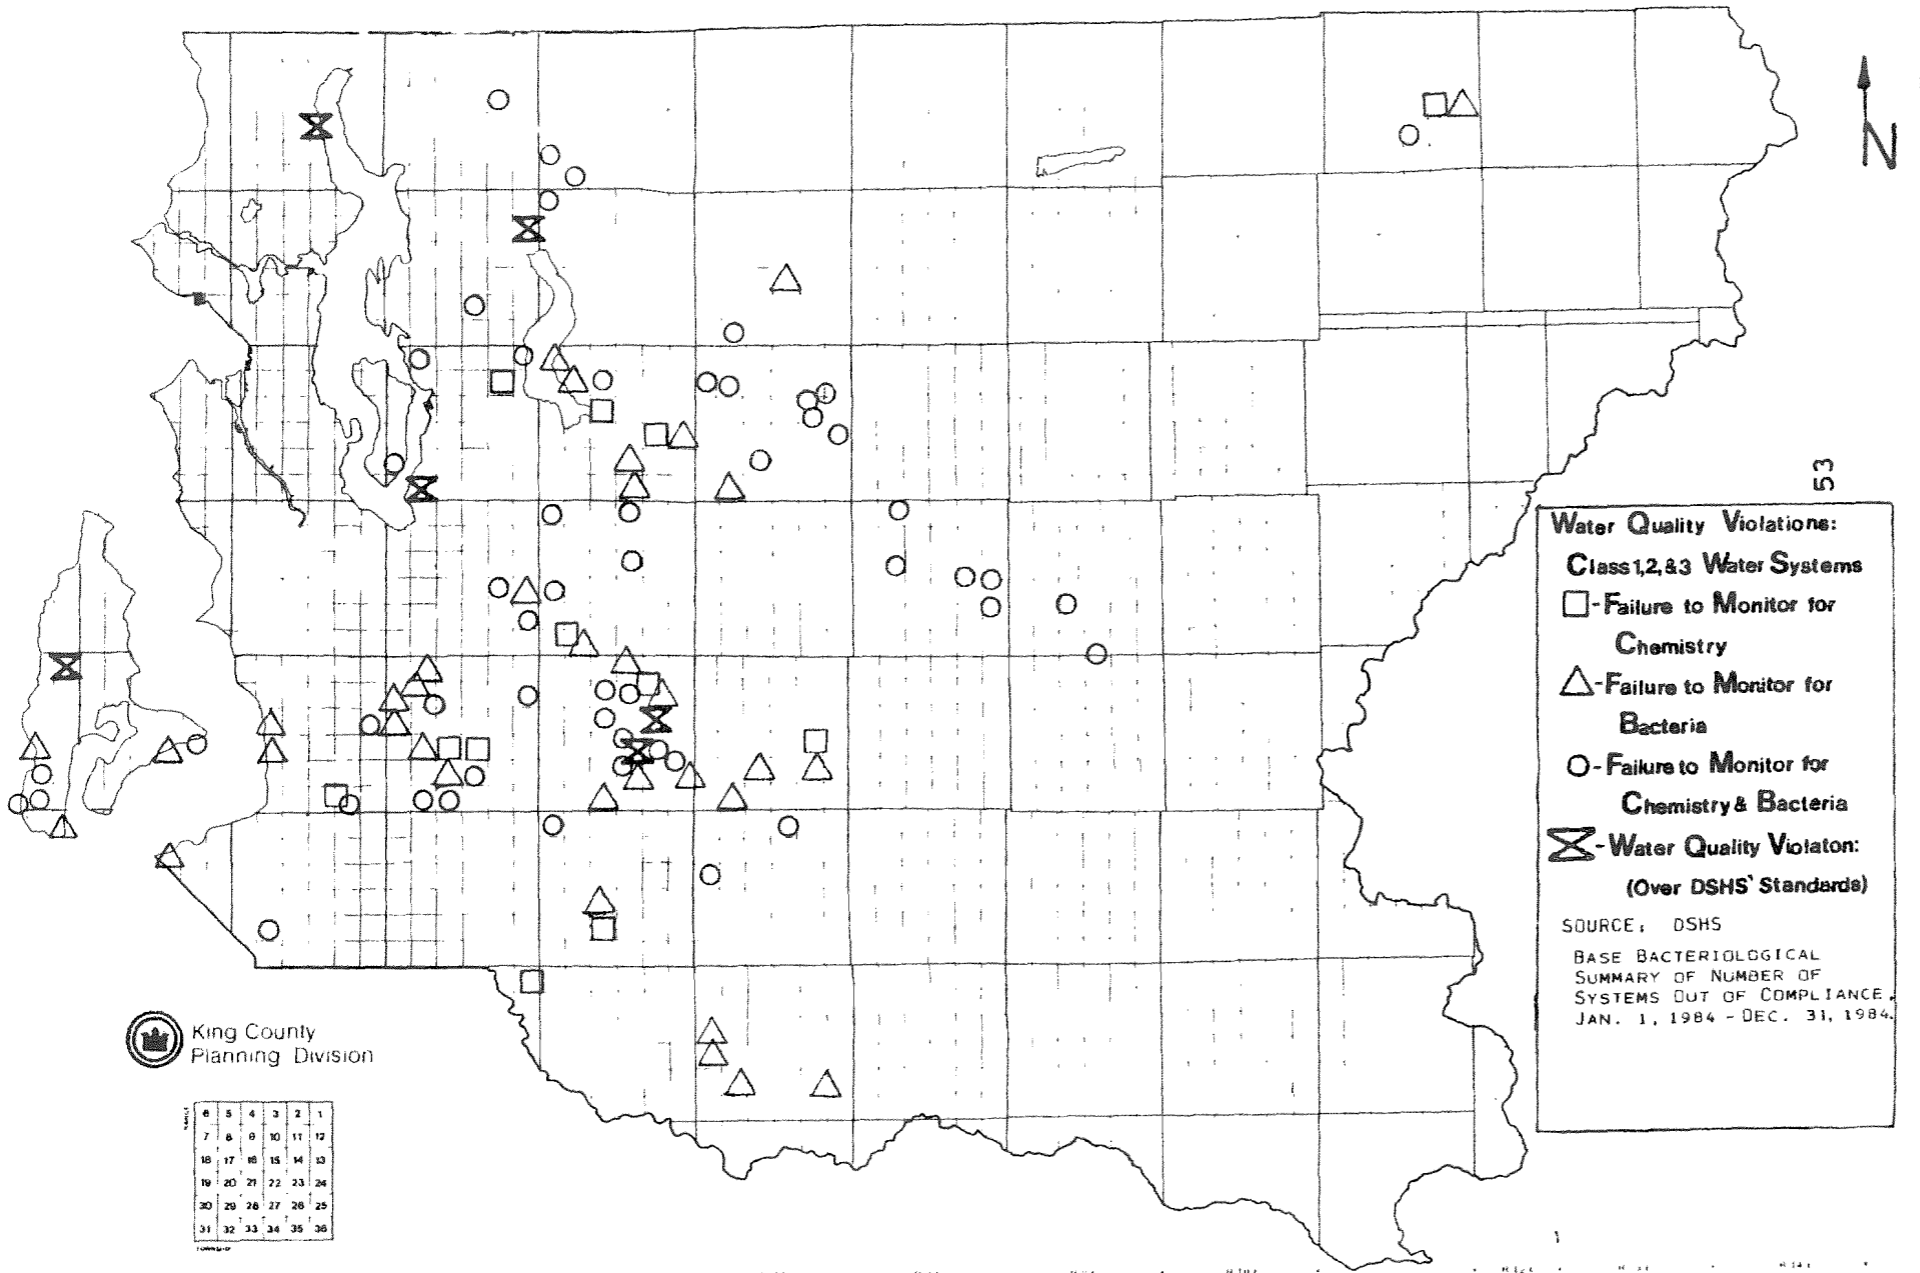 N
53
Water Quality Violations:
Class 1,2,&3 Water Systems
-Failure to Monitor for
Chemistry
-Failure to Monitor for
Bacteria
-Failure to Monitor for
Chemistry & Bacteria
-Water Quality Violaton:
(Over DSHS' Standards)
SOURCE: DSHS
BASE BACTERIOLOGICAL
SUMMARY OF NUMBER OF
SYSTEMS OUT OF COMPLIANCE,
JAN. 1, 1984 - DEC. 31, 1984.
King County
Planning Division
6 5 4 3 2 1
7 8 9 10 11 12
18 17 16 15 14 13
19 20 21 22 23 24
30 29 28 27 26 25
31 32 33 34 35 36